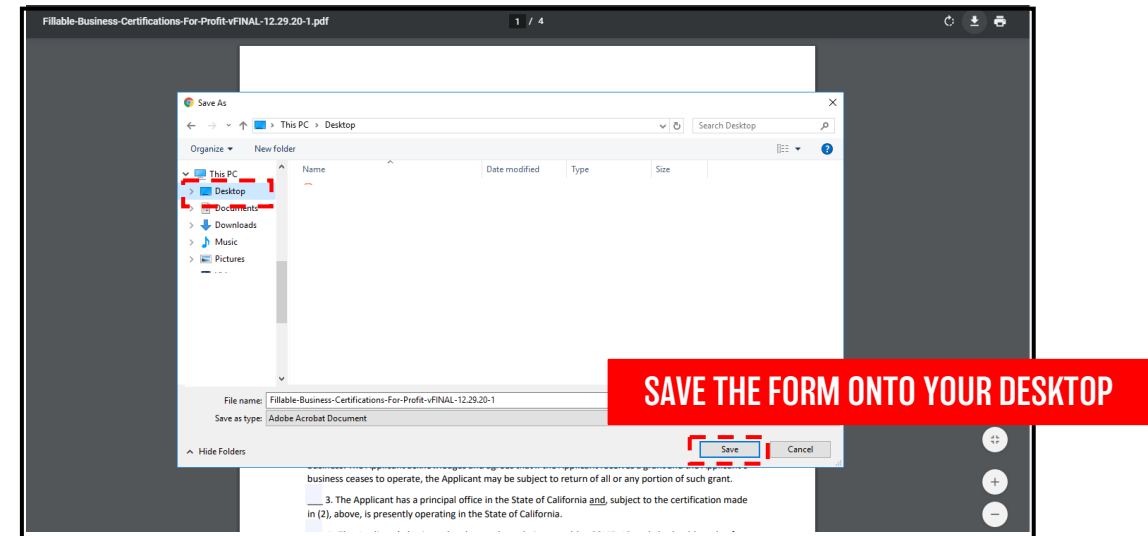 Fillable-Business-Certifications-For-Profit-vFINAL-12.29.20-1.pdf
1 / 4
Save As
This PC > Desktop
Search Desktop
Organize
New folder
Name
Date modified
Type
Size
This PC
Desktop
Documents
Downloads
Music
Pictures
SAVE THE FORM ONTO YOUR DESKTOP
File name: Fillable-Business-Certifications-For-Profit-vFINAL-12.29.20-1
Save as type: Adobe Acrobat Document
Hide Folders
Save
Cancel
business ceases to operate, the Applicant may be subject to return of all or any portion of such grant.
___ 3. The Applicant has a principal office in the State of California and, subject to the certification made
in (2), above, is presently operating in the State of California.